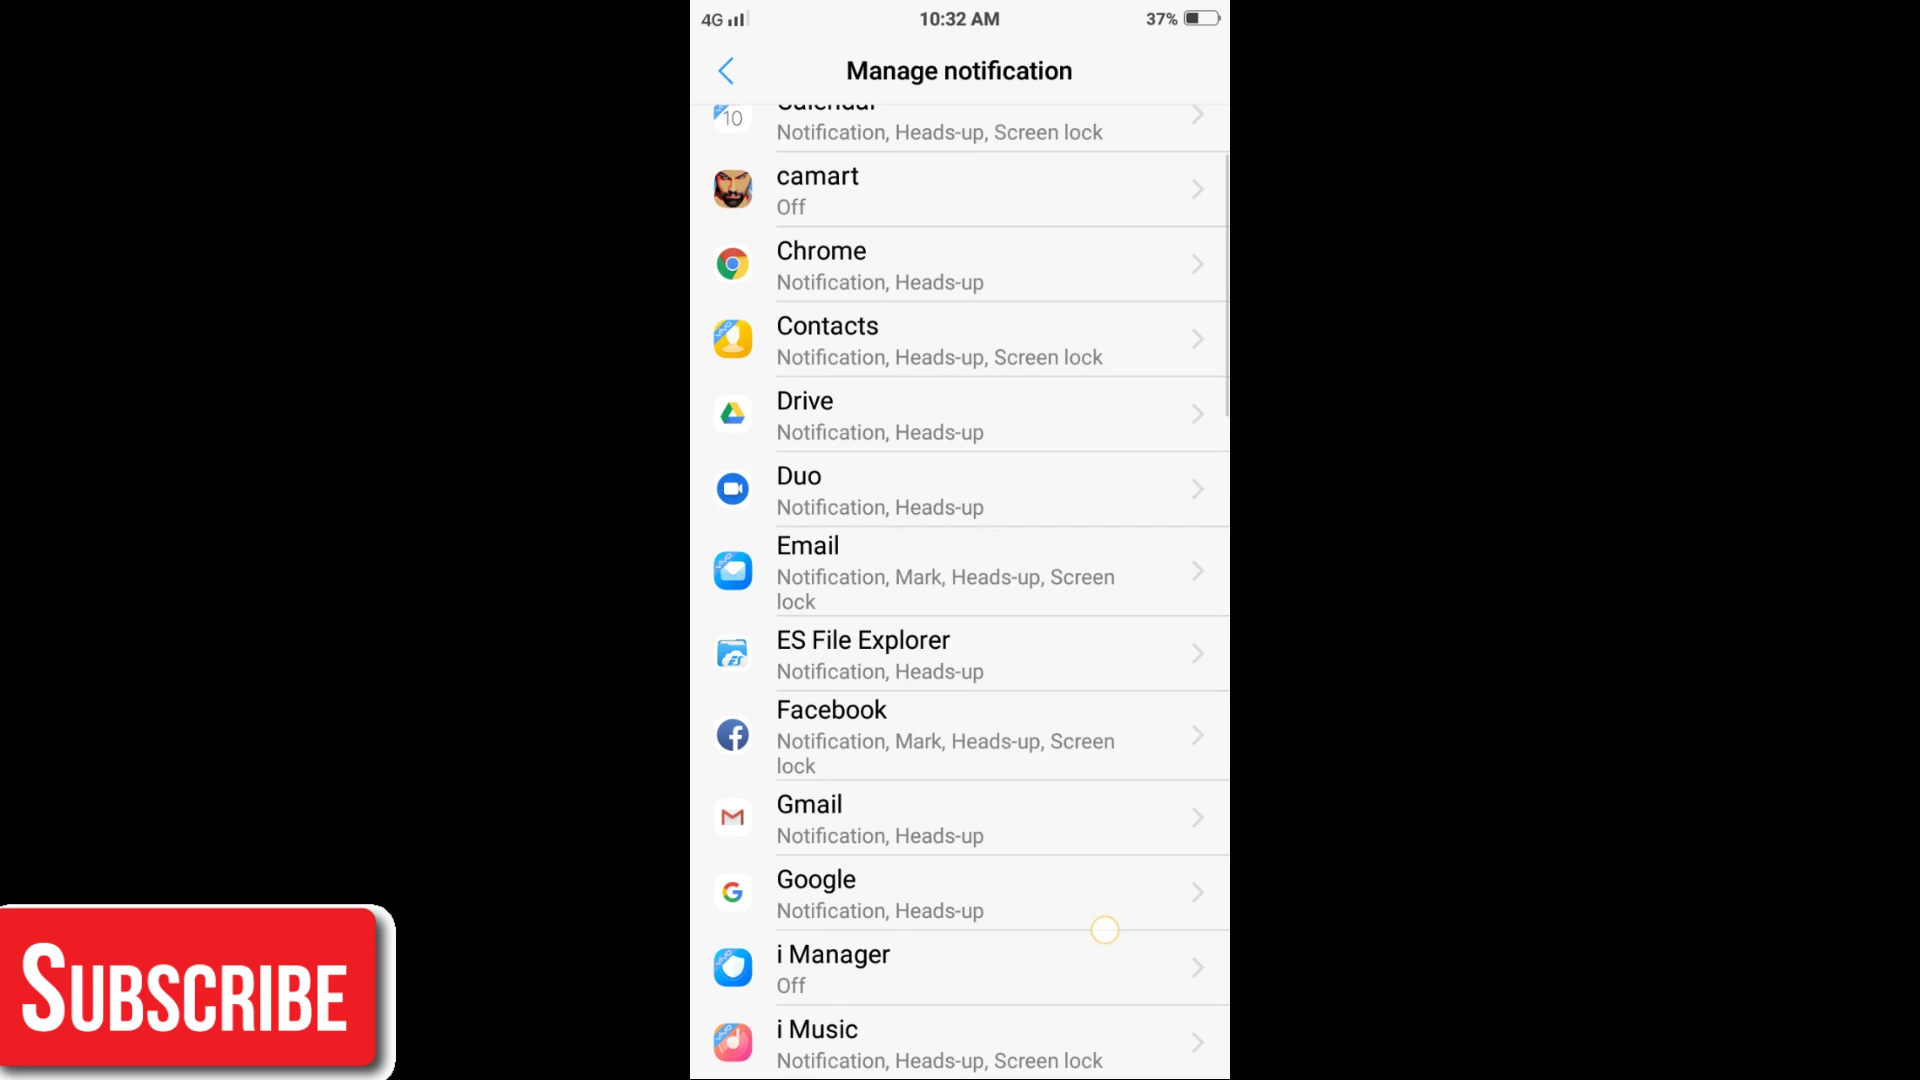 4G 10:32 AM 37%
Manage notification
Calendar
10
Notification, Heads-up, Screen lock
camart
Off
Chrome
Notification, Heads-up
Contacts
Notification, Heads-up, Screen lock
Drive
Notification, Heads-up
Duo
Notification, Heads-up
Email
Notification, Mark, Heads-up, Screen
lock
ES File Explorer
Notification, Heads-up
Facebook
Notification, Mark, Heads-up, Screen
lock
Gmail
Notification, Heads-up
Google
Notification, Heads-up
i Manager
Off
i Music
Notification, Heads-up, Screen lock
SUBSCRIBE